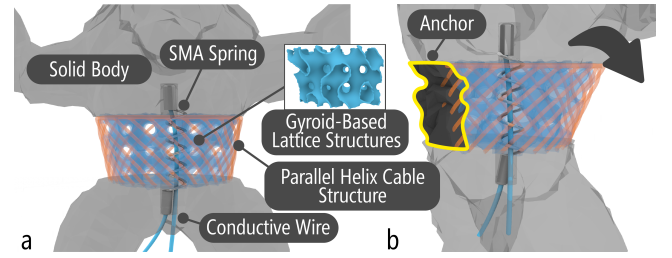 SMA Spring
Solid Body
Gyroid-Based
Lattice Structures
Parallel Helix Cable
Structure
Conductive Wire
a
Anchor
b